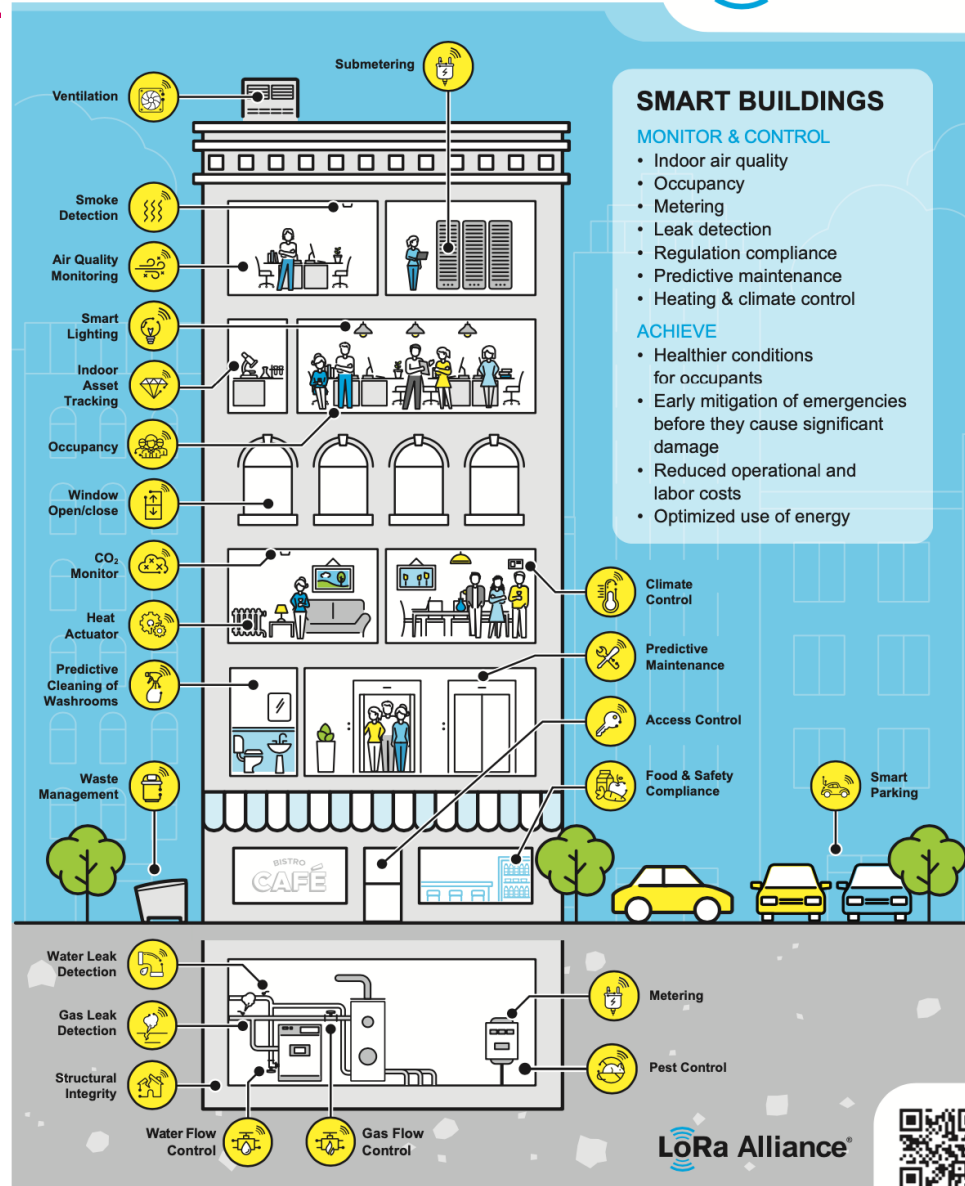 Submetering
Ventilation
SMART BUILDINGS
MONITOR & CONTROL
• Indoor air quality
• Occupancy
• Metering
• Leak detection
• Regulation compliance
• Predictive maintenance
• Heating & climate control
ACHIEVE
• Healthier conditions
for occupants
• Early mitigation of emergencies
before they cause significant
damage
• Reduced operational and
labor costs
• Optimized use of energy
Smoke
Detection
Air Quality
Monitoring
Smart
Lighting
Indoor
Asset
Tracking
Occupancy
Window
Open/close
CO₂
Monitor
Heat
Actuator
Predictive
Cleaning of
Washrooms
Waste
Management
Climate
Control
Predictive
Maintenance
Access Control
Food & Safety
Compliance
Smart
Parking
BISTRO
CAFÉ
Water Leak
Detection
Gas Leak
Detection
Structural
Integrity
Water Flow
Control
Gas Flow
Control
Metering
Pest Control
LoRa Alliance®